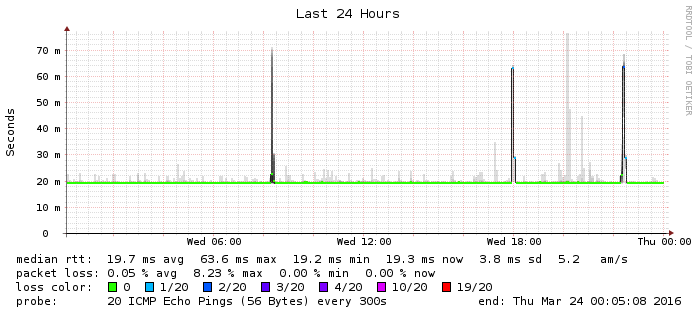 Last 24 Hours
RRDTOOL / TOBI OETIKER
Seconds
70 m
60 m
50 m
40 m
30 m
20 m
10 m
0
Wed 06:00 Wed 12:00 Wed 18:00 Thu 00:00
median rtt: 19.7 ms avg 63.6 ms max 19.2 ms min 19.3 ms now 3.8 ms sd 5.2 am/s
packet loss: 0.05 % avg 8.23 % max 0.00 % min 0.00 % now
loss color: 0 1/20 2/20 3/20 4/20 10/20 19/20
probe: 20 ICMP Echo Pings (56 Bytes) every 300s end: Thu Mar 24 00:05:08 2016